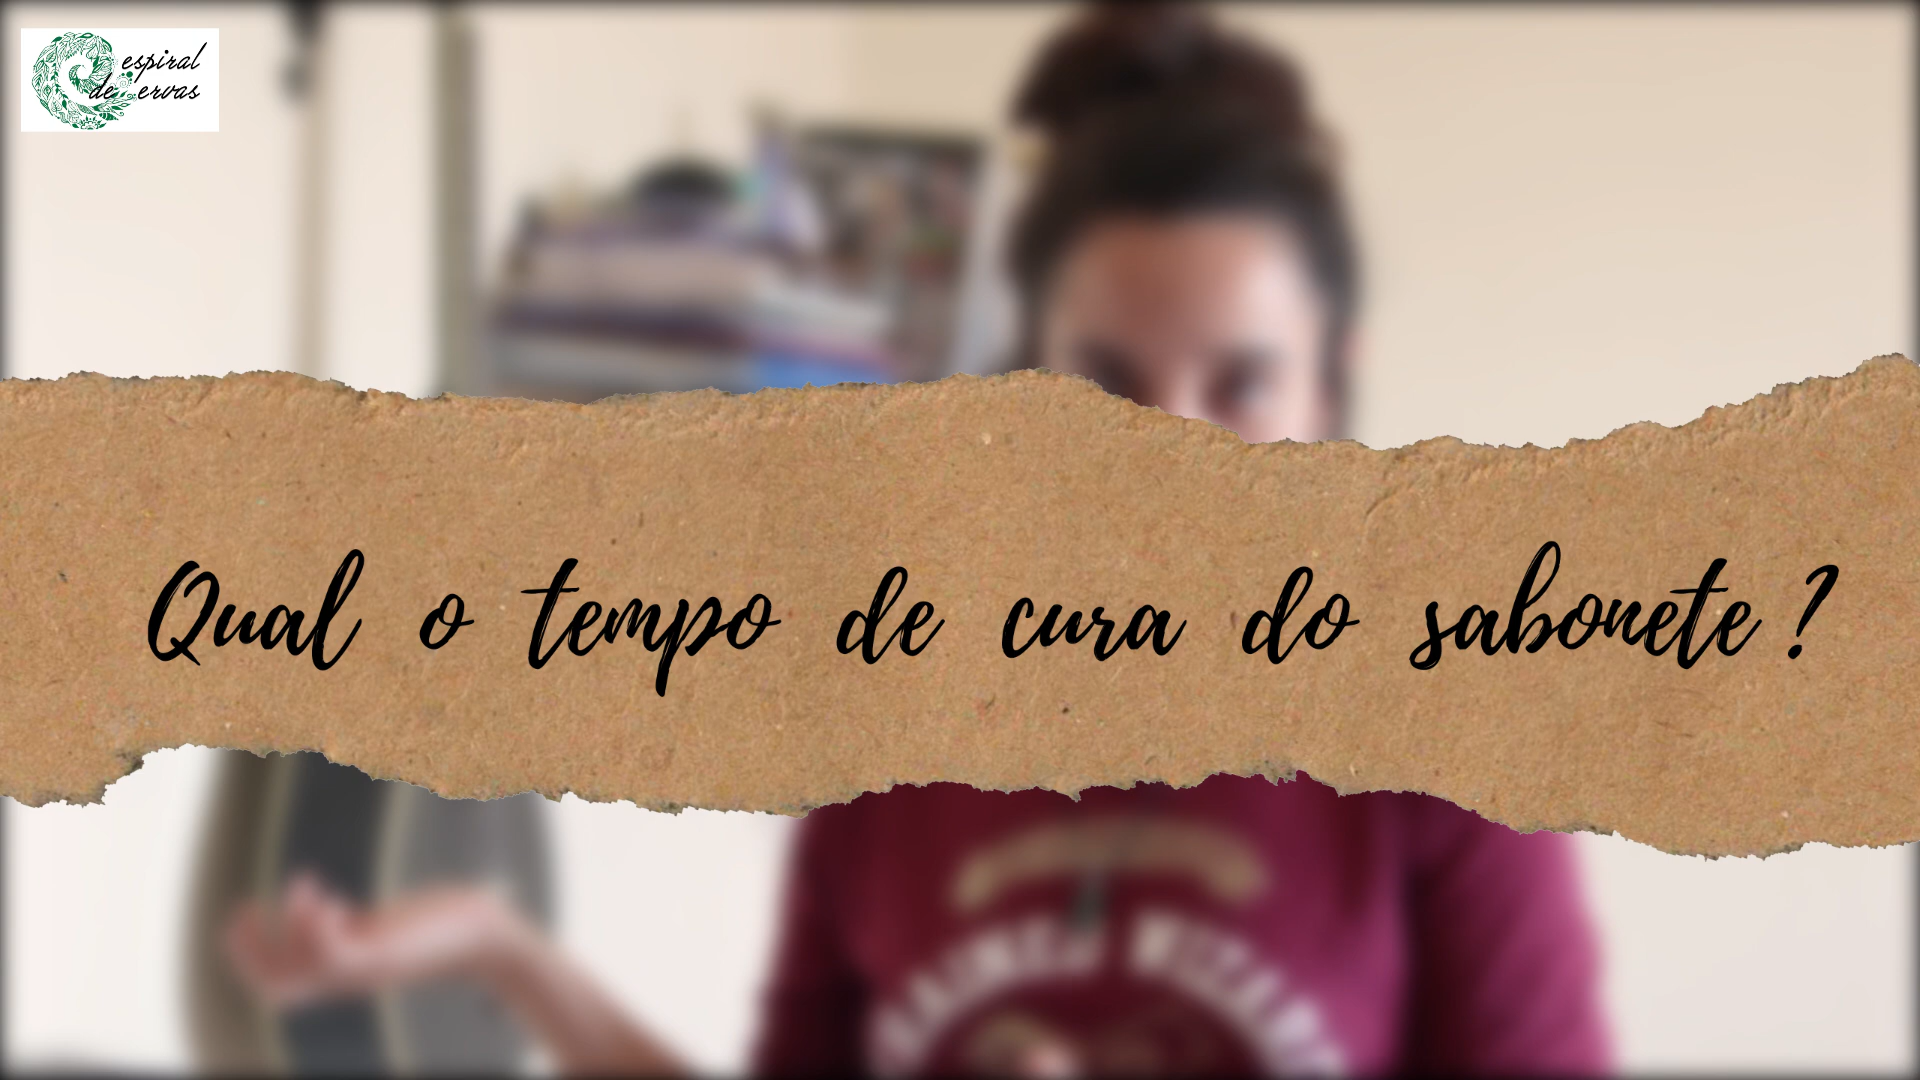 espiral
de ervas
Qual o tempo de cura do sabonete?